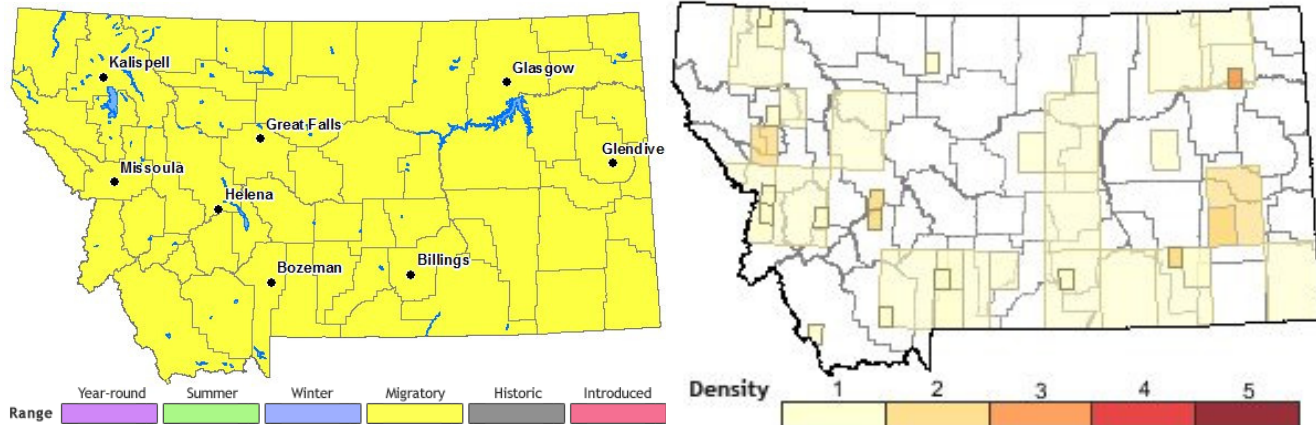 Kalispell
Glasgow
Great Falls
Glendive
Missoula
Helena
Bozeman
Billings
Year-round Summer Winter Migratory Historic Introduced
Range
Density 1 2 3 4 5